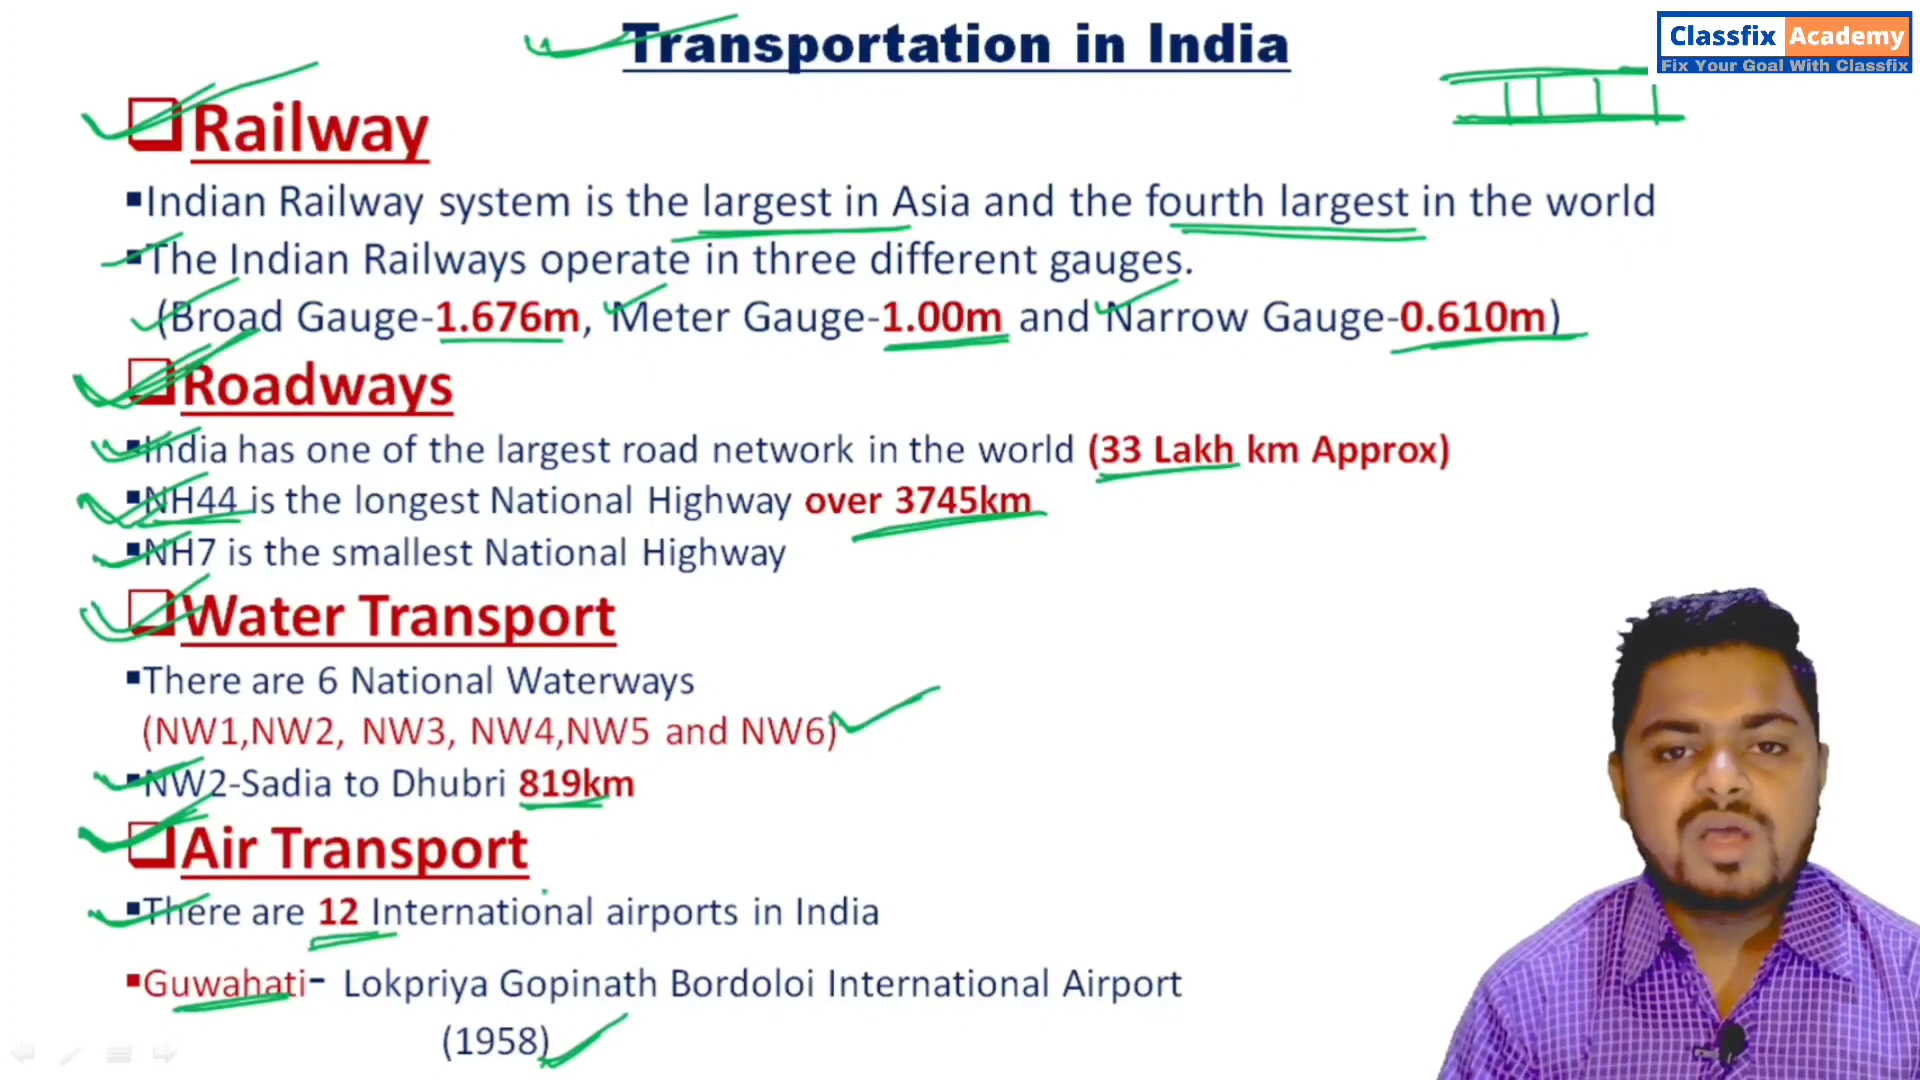 Transportation in India
Classfix Academy
Fix Your Goal With Classfix
Railway
Indian Railway system is the largest in Asia and the fourth largest in the world
The Indian Railways operate in three different gauges.
(Broad Gauge-1.676m, Meter Gauge-1.00m and Narrow Gauge-0.610m)
Roadways
India has one of the largest road network in the world (33 Lakh km Approx)
NH44 is the longest National Highway over 3745km
NH7 is the smallest National Highway
Water Transport
There are 6 National Waterways
(NW1,NW2, NW3, NW4,NW5 and NW6)
NW2-Sadia to Dhubri 819km
Air Transport
There are 12 International airports in India
Guwahati- Lokpriya Gopinath Bordoloi International Airport
(1958)